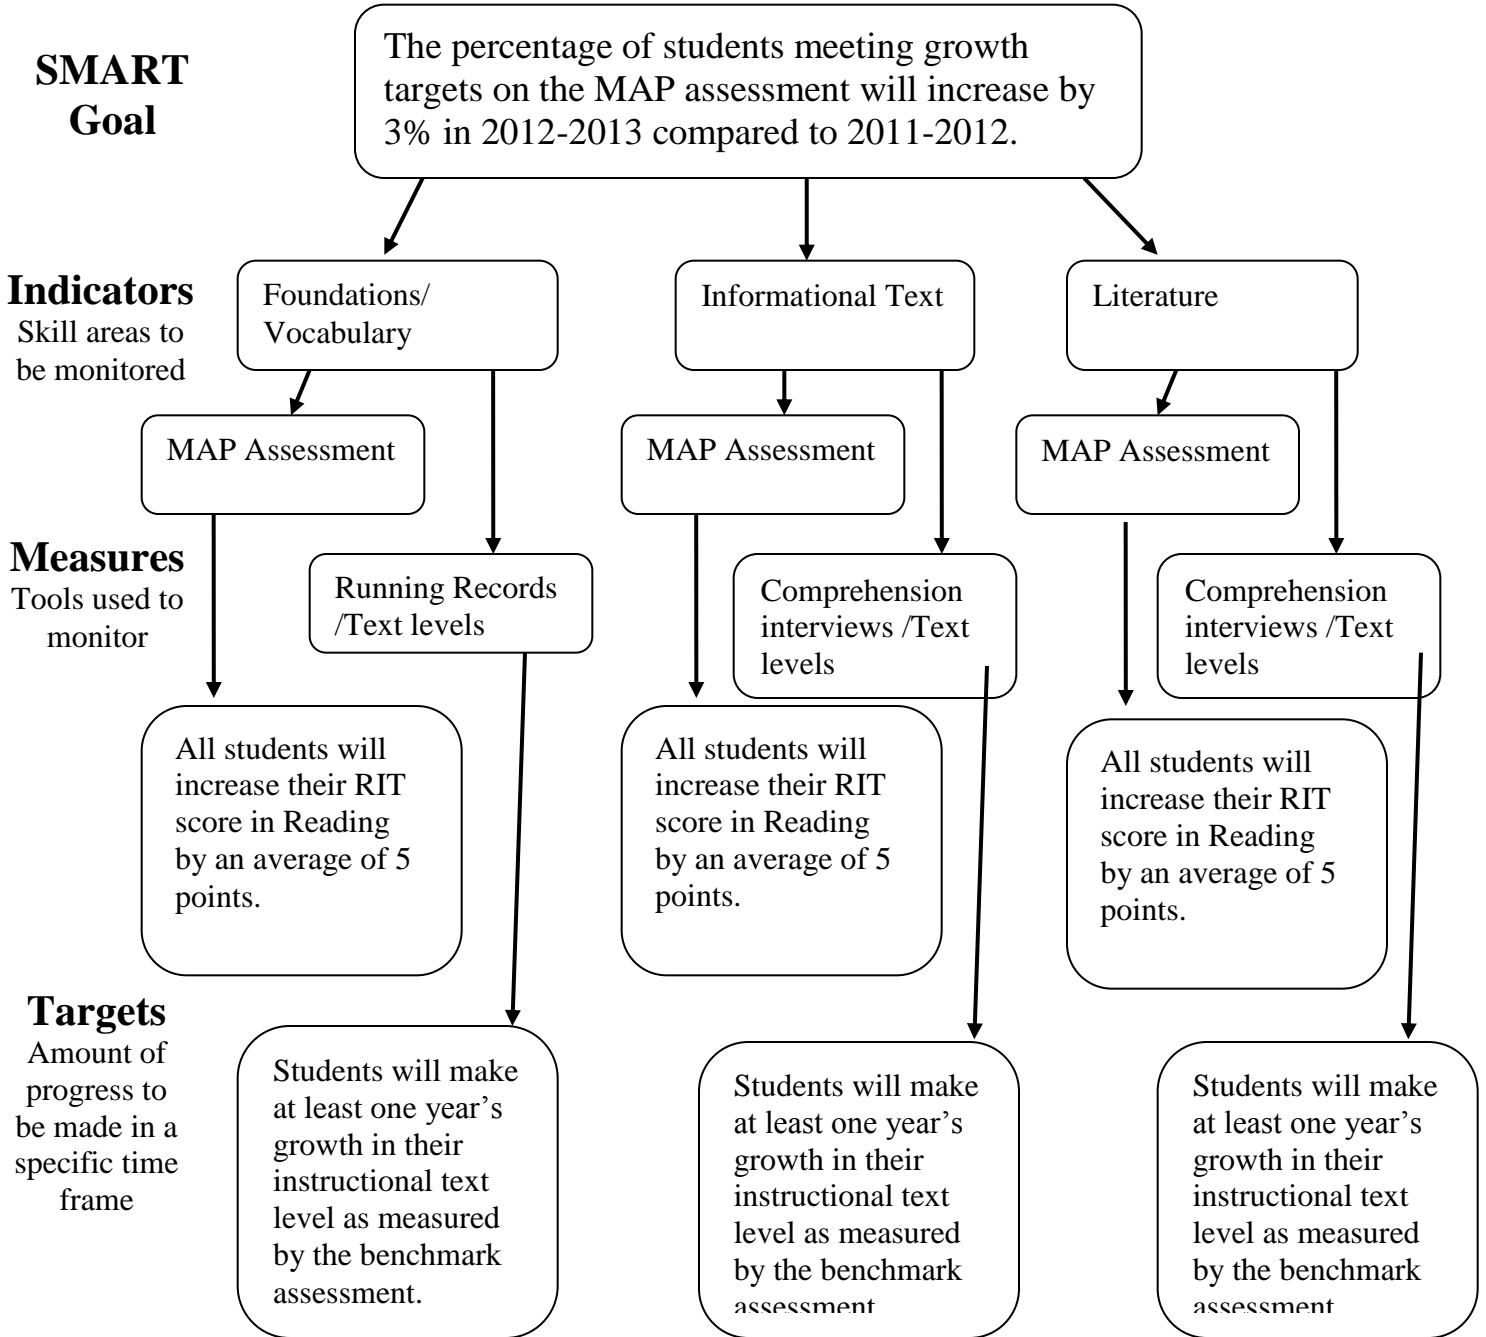 SMART
Goal
The percentage of students meeting growth
targets on the MAP assessment will increase by
3% in 2012-2013 compared to 2011-2012.
Indicators
Skill areas to
be monitored
Foundations/
Vocabulary
Informational Text
Literature
MAP Assessment
MAP Assessment
MAP Assessment
Measures
Tools used to
monitor
Running Records
/Text levels
Comprehension
interviews /Text
levels
Comprehension
interviews /Text
levels
All students will
increase their RIT
score in Reading
by an average of 5
points.
All students will
increase their RIT
score in Reading
by an average of 5
points.
All students will
increase their RIT
score in Reading
by an average of 5
points.
Targets
Amount of
progress to
be made in a
specific time
frame
Students will make
at least one year’s
growth in their
instructional text
level as measured
by the benchmark
assessment.
Students will make
at least one year’s
growth in their
instructional text
level as measured
by the benchmark
assessment
Students will make
at least one year’s
growth in their
instructional text
level as measured
by the benchmark
assessment